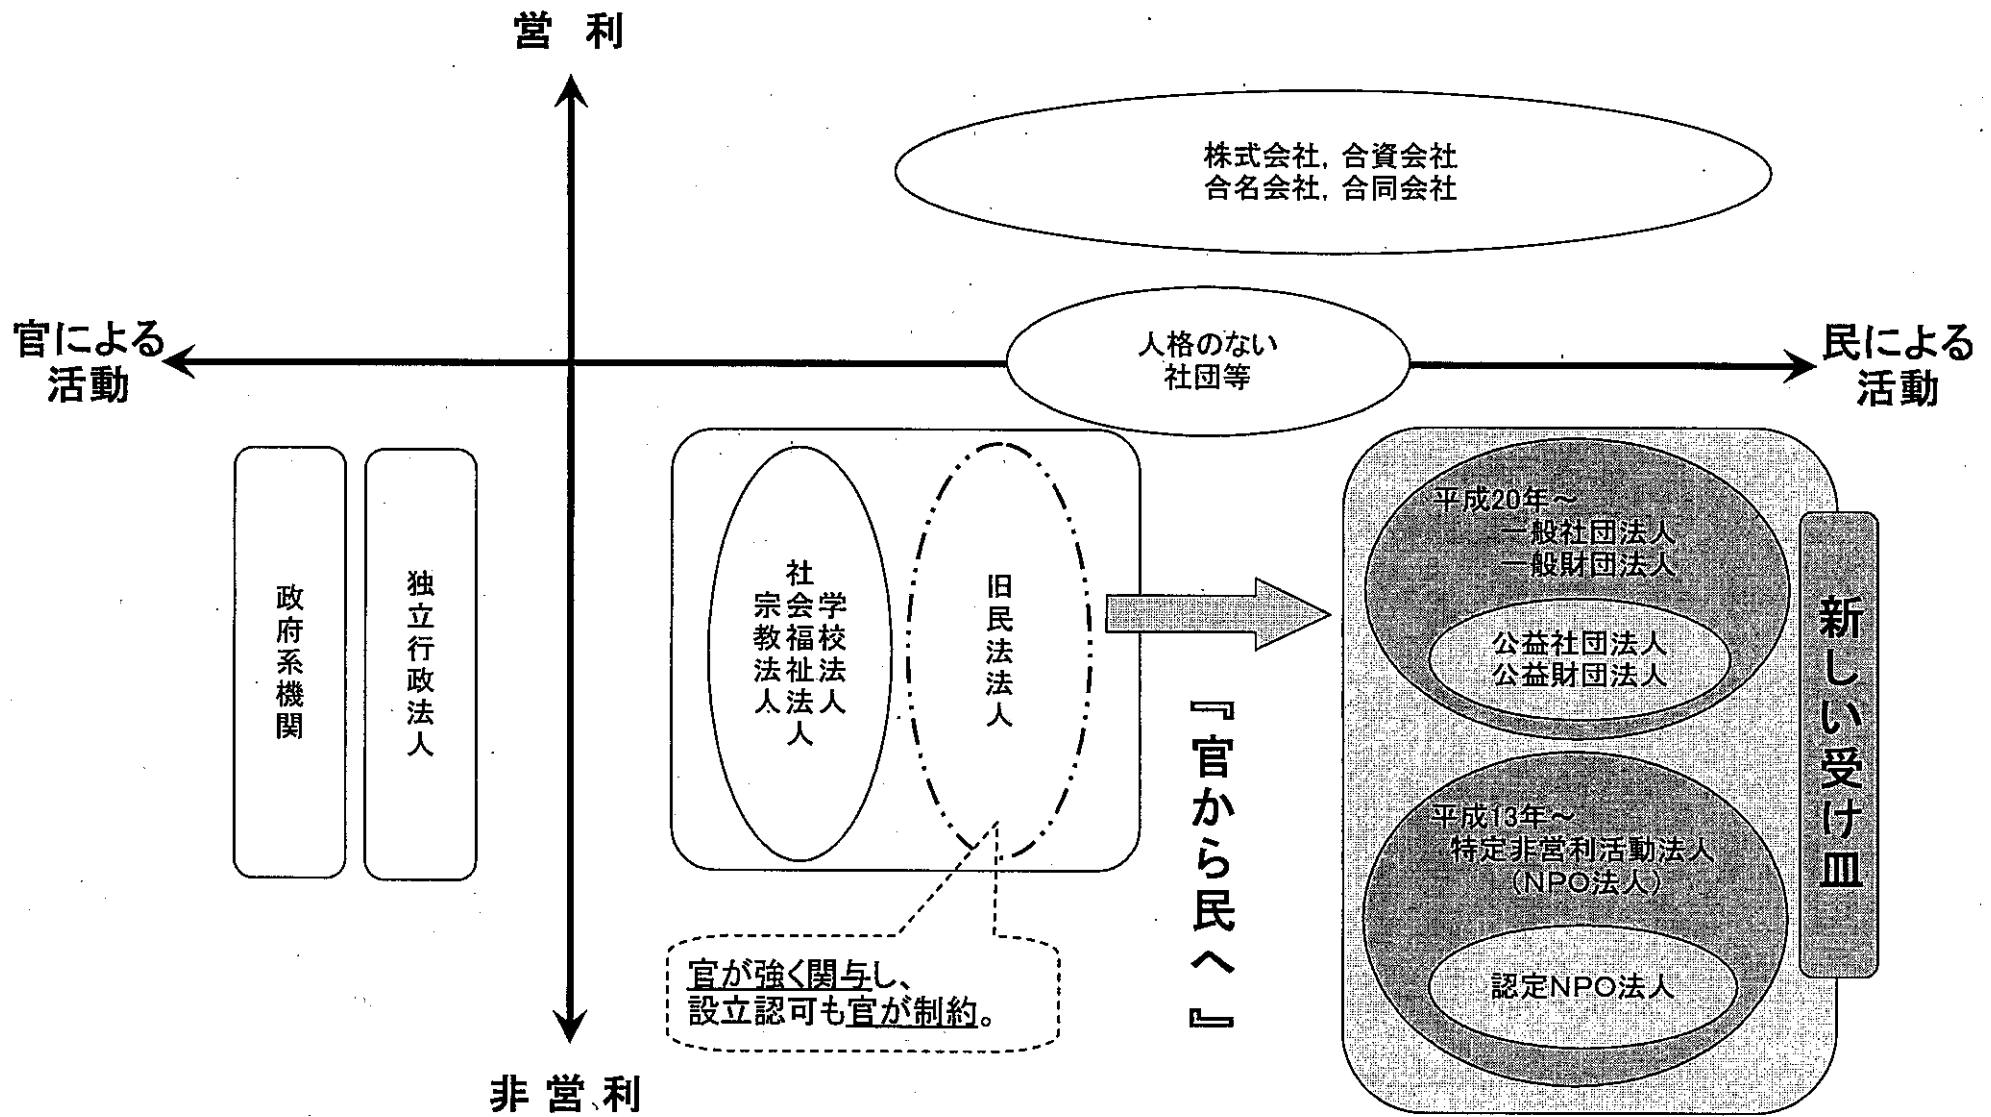 営 利
株式会社, 合資会社
合名会社, 合同会社
官による
活動
人格のない
社団等
民による
活動
政府系機関
独立行政法人
学校法人
社会福祉法人
宗教法人
旧民法法人
官が強く関与し、
設立認可も官が制約。
『官から民へ』
平成20年～
一般社団法人
一般財団法人
公益社団法人
公益財団法人
平成13年～
特定非営利活動法人
(NPO法人)
認定NPO法人
新しい受け皿
非 営 利